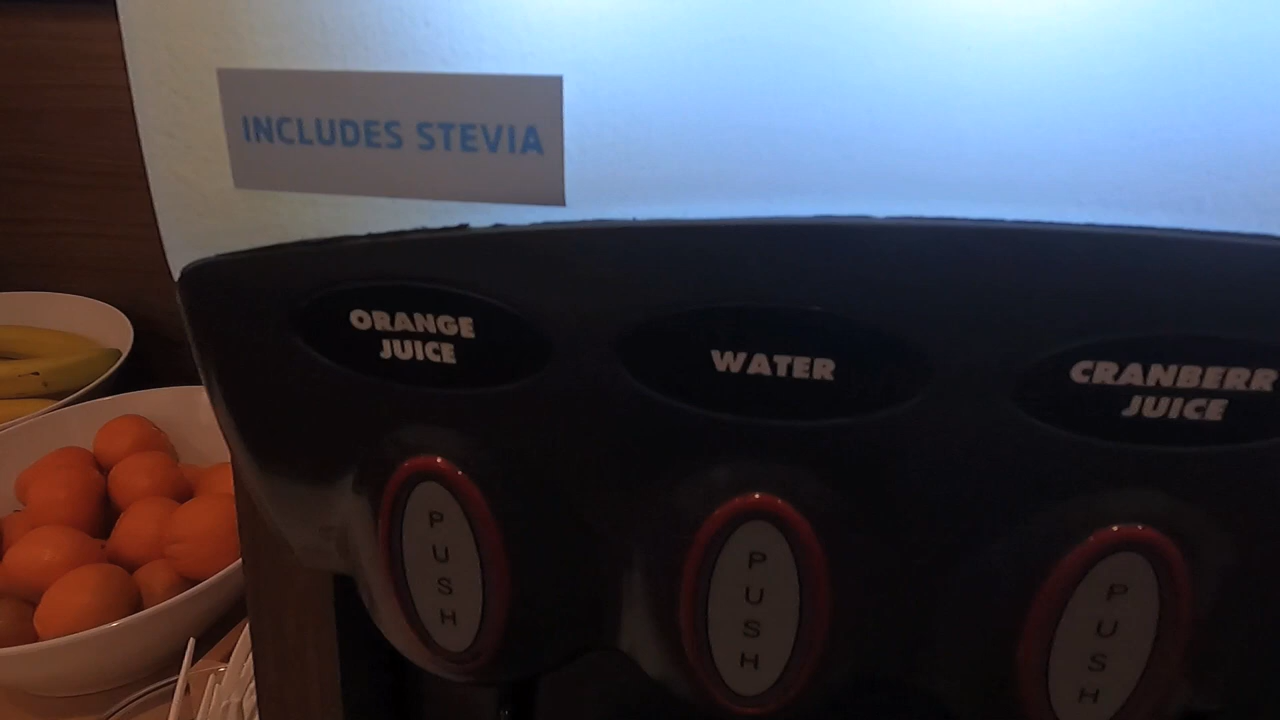 INCLUDES STEVIA
ORANGE
JUICE
WATER
CRANBERR
JUICE
PUSH
PUSH
PUSH